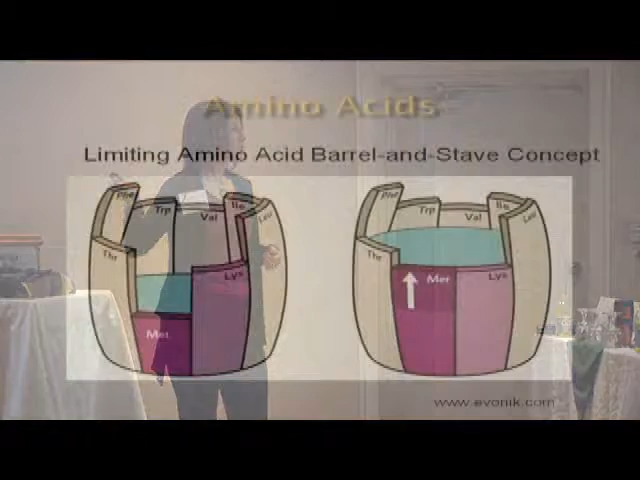 Amino Acids
Limiting Amino Acid Barrel-and-Stave Concept
Phe Trp Val Ile Leu
Thr Lys
Met
Phe Trp Val Ile Leu
Thr Met Lys
www.evonik.com